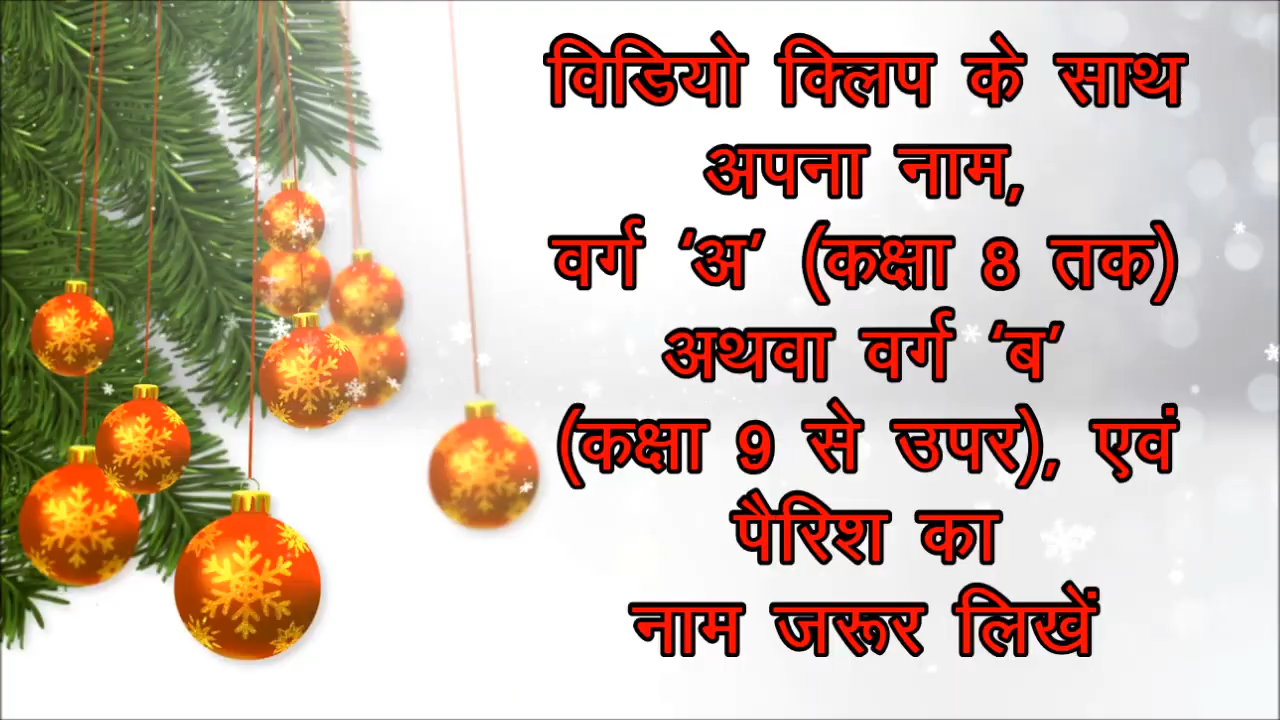 विडियो क्लिप के साथ
अपना नाम,
वर्ग ‘अ’ (कक्षा 8 तक)
अथवा वर्ग ‘ब’
(कक्षा 9 से उपर), एवं
पैरिश का
नाम जरूर लिखें